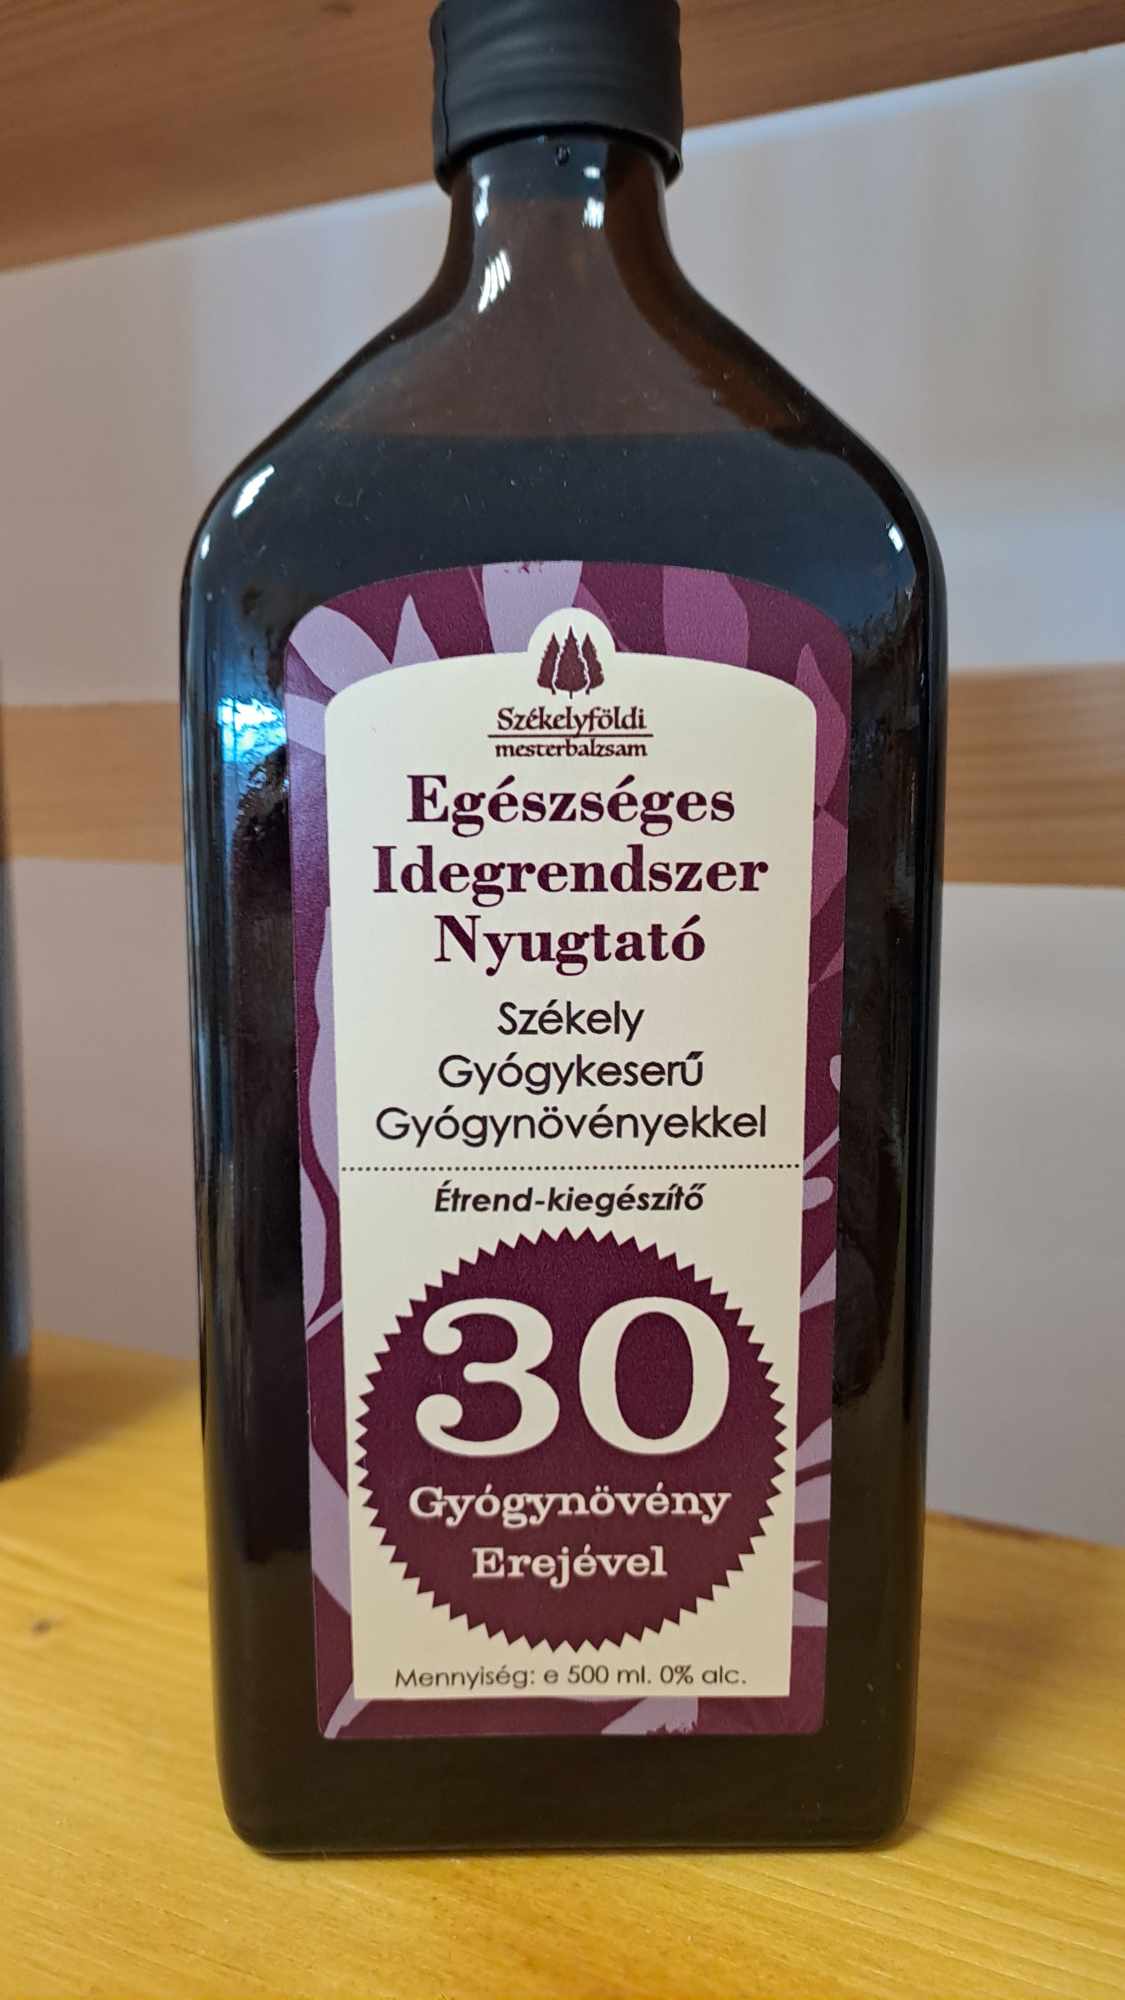 Székelyföldi
mesterbalzsam
Egészséges
Idegrendszer
Nyugtató
Székely
Gyógykeserű
Gyógynövényekkel
Étrend-kiegészítő
30
Gyógynövény
Erejével
Mennyiség: e 500 ml. 0% alc.